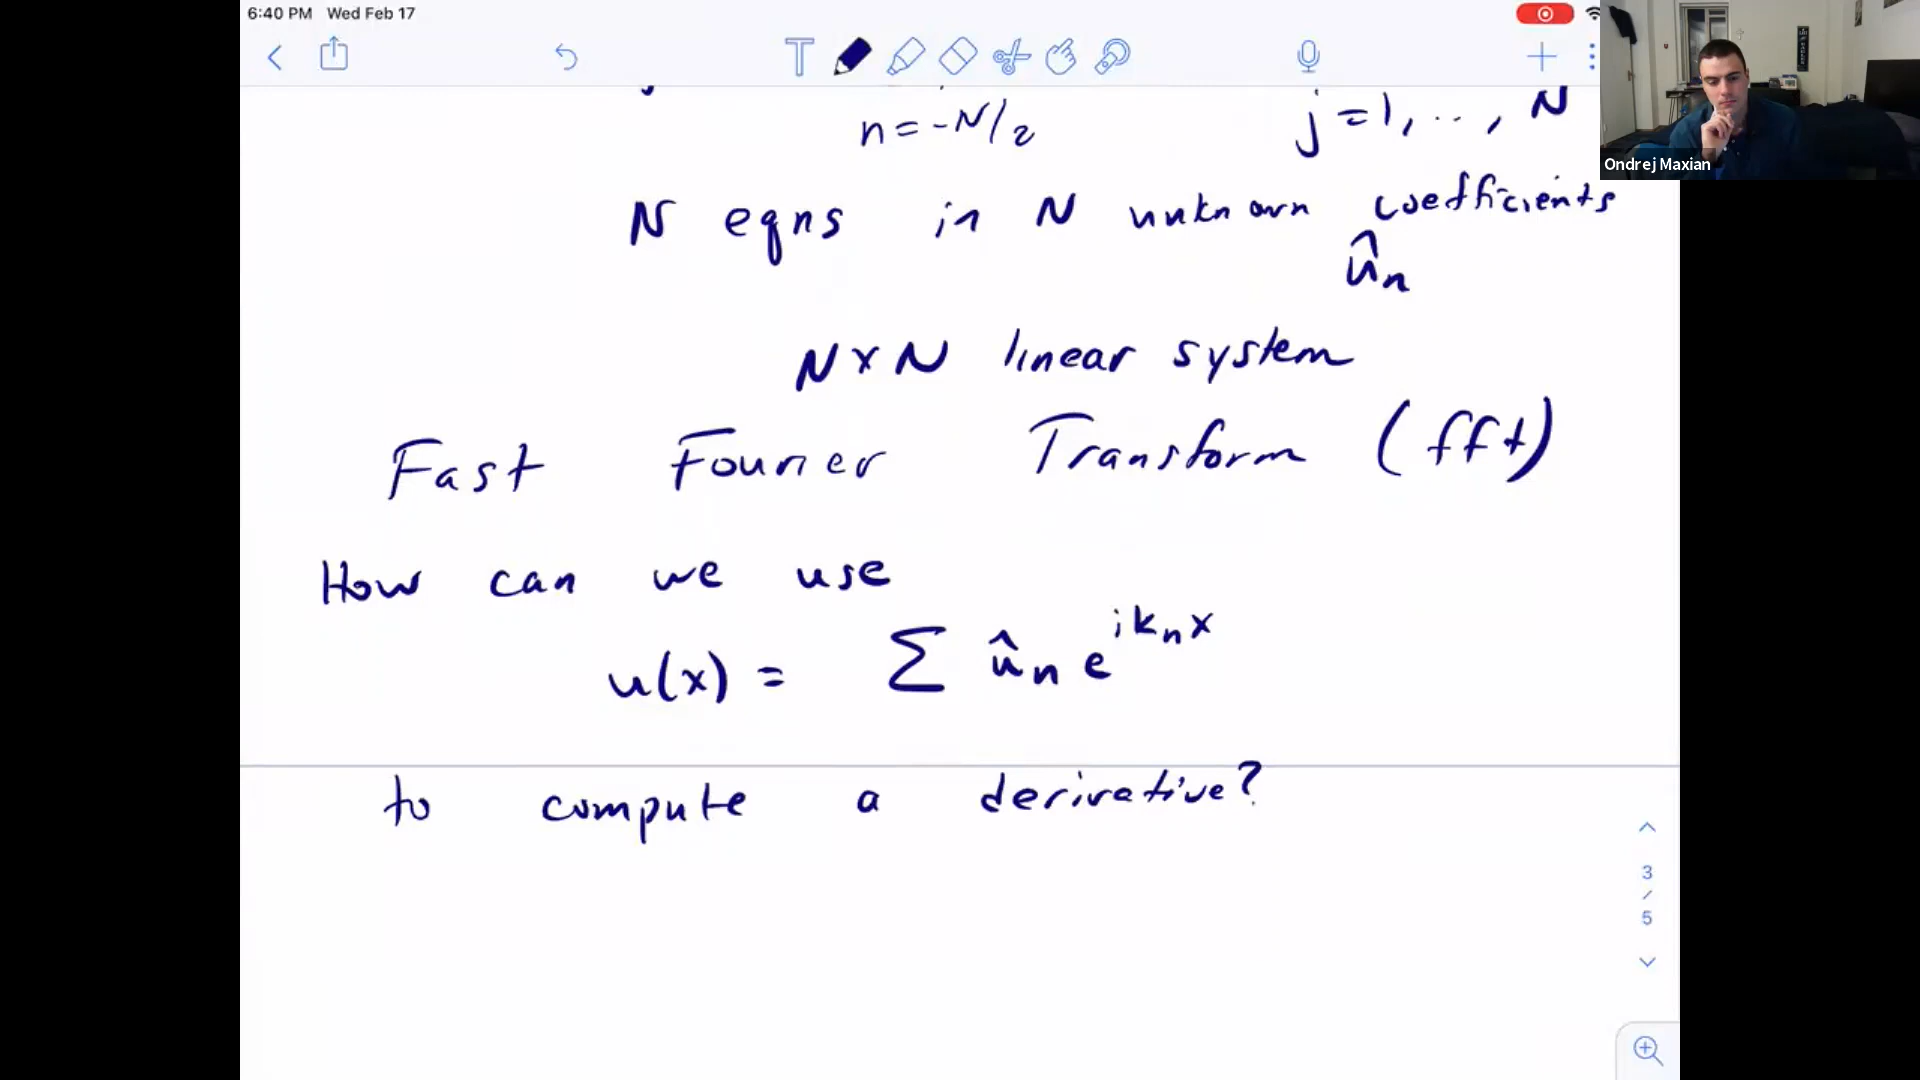 6:40 PM Wed Feb 17
T
n = -N/2 j = 1, ..., N
Ondrej Maxian
N eqns in N unknown coefficients
û_n
N x N linear system
Fast Fourier Transform (fft)
How can we use
u(x) = Σ û_n e^{ik_n x}
to compute a derivative?
3
/
5